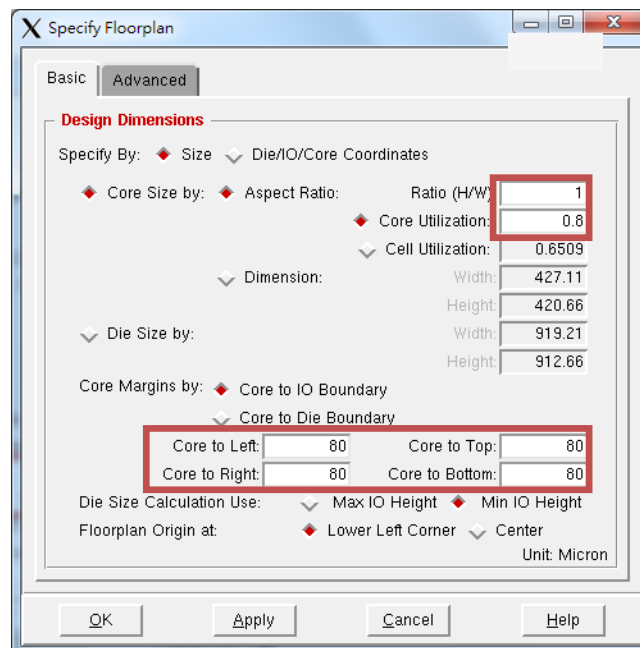 Specify Floorplan
Basic Advanced
Design Dimensions
Specify By: Size Die/IO/Core Coordinates
Core Size by: Aspect Ratio: Ratio (H/W) 1
Core Utilization: 0.8
Cell Utilization: 0.6509
Dimension: Width: 427.11
Height: 420.66
Die Size by: Width: 919.21
Height: 912.66
Core Margins by: Core to IO Boundary
Core to Die Boundary
Core to Left: 80 Core to Top: 80
Core to Right: 80 Core to Bottom: 80
Die Size Calculation Use: Max IO Height Min IO Height
Floorplan Origin at: Lower Left Corner Center
Unit: Micron
OK Apply Cancel Help